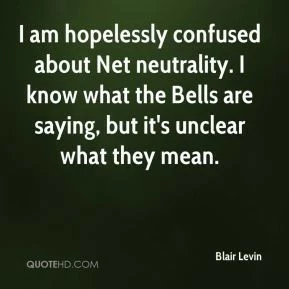 I am hopelessly confused
about Net neutrality. I
know what the Bells are
saying, but it's unclear
what they mean.
Blair Levin
QUOTEHD.COM